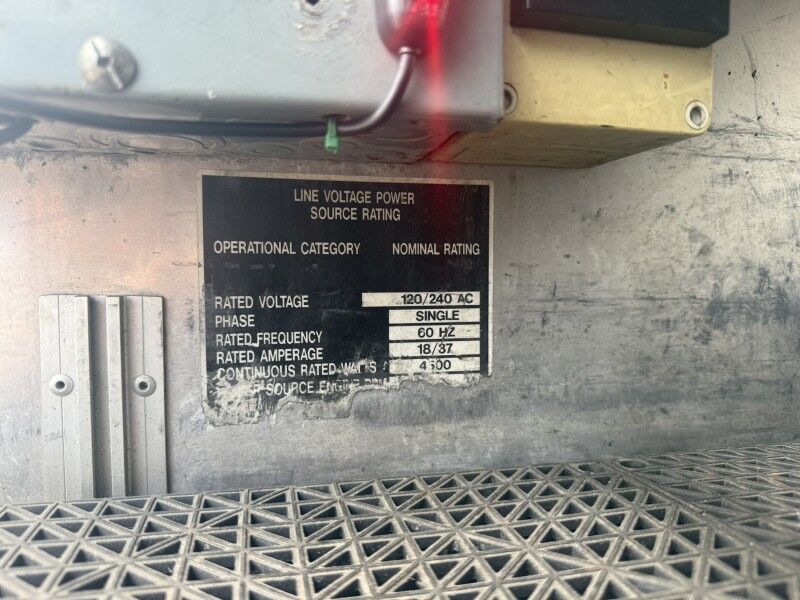 LINE VOLTAGE POWER
SOURCE RATING
OPERATIONAL CATEGORY NOMINAL RATING
RATED VOLTAGE 120/240 AC
PHASE SINGLE
RATED FREQUENCY 60 HZ
RATED AMPERAGE 18/37
CONTINUOUS RATED WATTS
SOURCE ENGINE